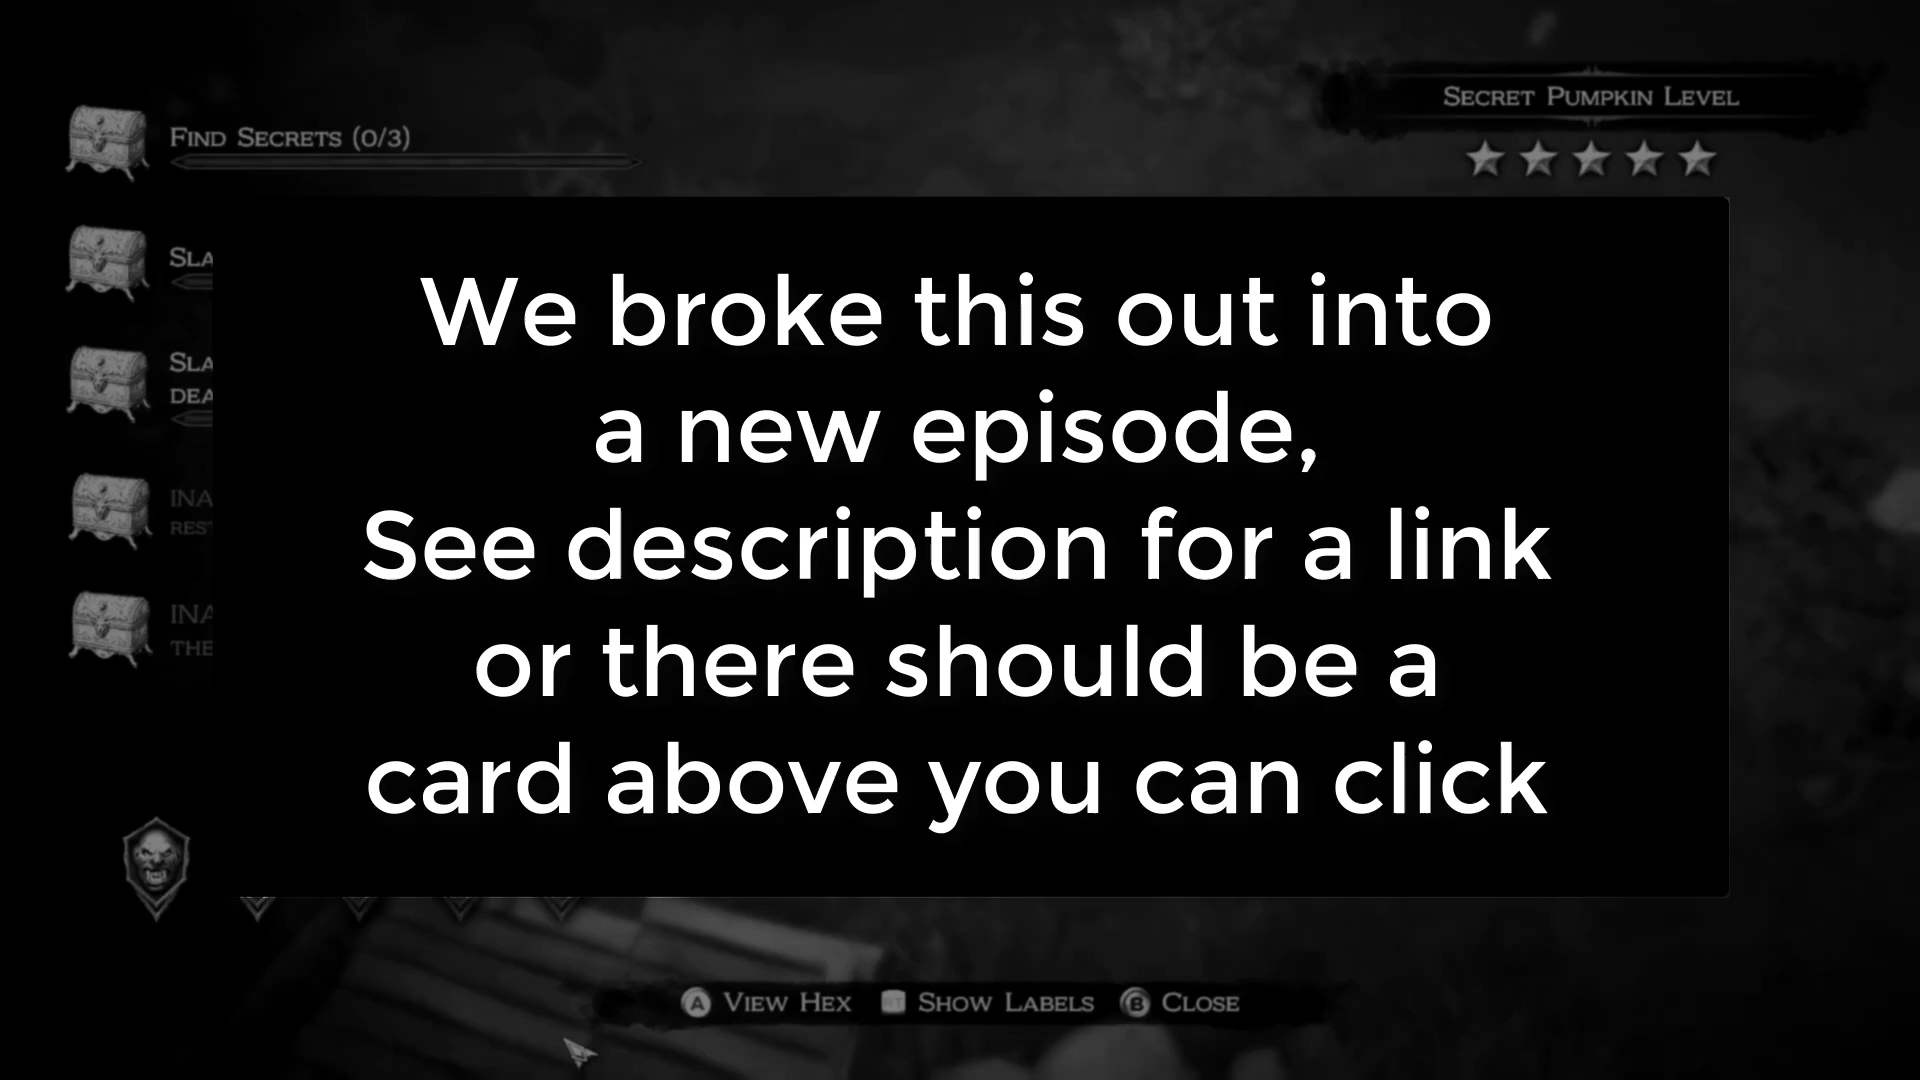 Secret Pumpkin Level
Find Secrets (0/3)
We broke this out into
a new episode,
See description for a link
or there should be a
card above you can click
A View Hex RT Show Labels B Close